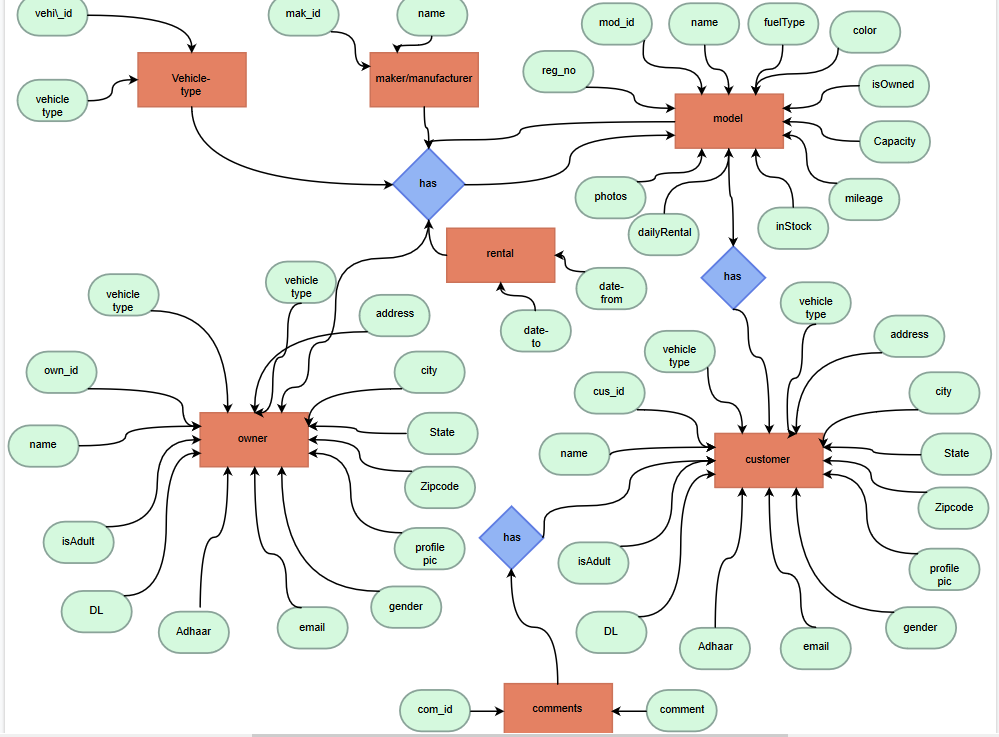 vehi\_id
mak_id
name
mod_id
name
fuelType
color
reg_no
isOwned
Vehicle-
type
maker/manufacturer
vehicle
type
model
Capacity
has
photos
mileage
dailyRental
inStock
rental
has
date-
from
date-
to
vehicle
type
vehicle
type
address
vehicle
type
address
vehicle
type
own_id
city
cus_id
city
name
owner
State
name
customer
State
Zipcode
Zipcode
isAdult
profile
pic
has
isAdult
profile
pic
DL
Adhaar
email
gender
DL
Adhaar
email
gender
com_id
comments
comment